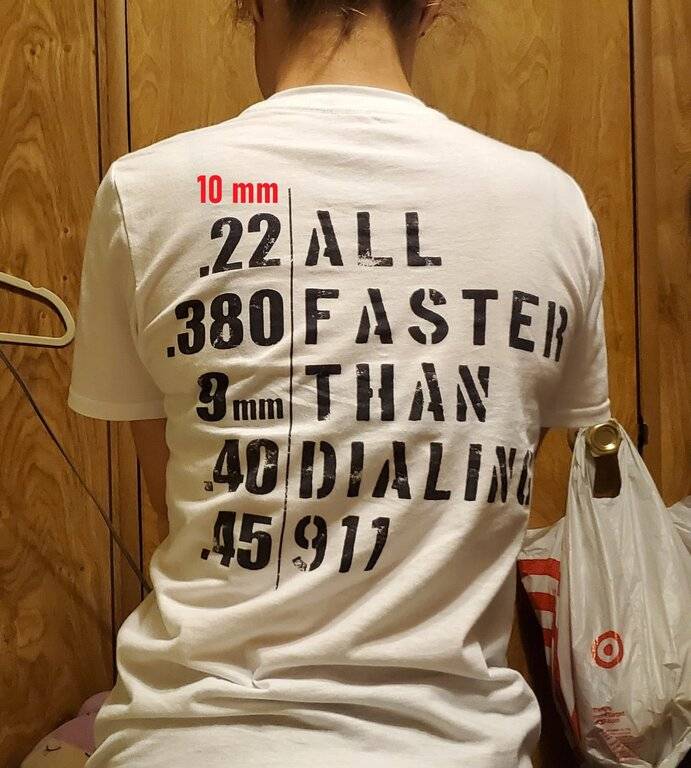 10 mm
.22 ALL
.380 FASTER
9mm THAN
.40 DIALING
.45 911